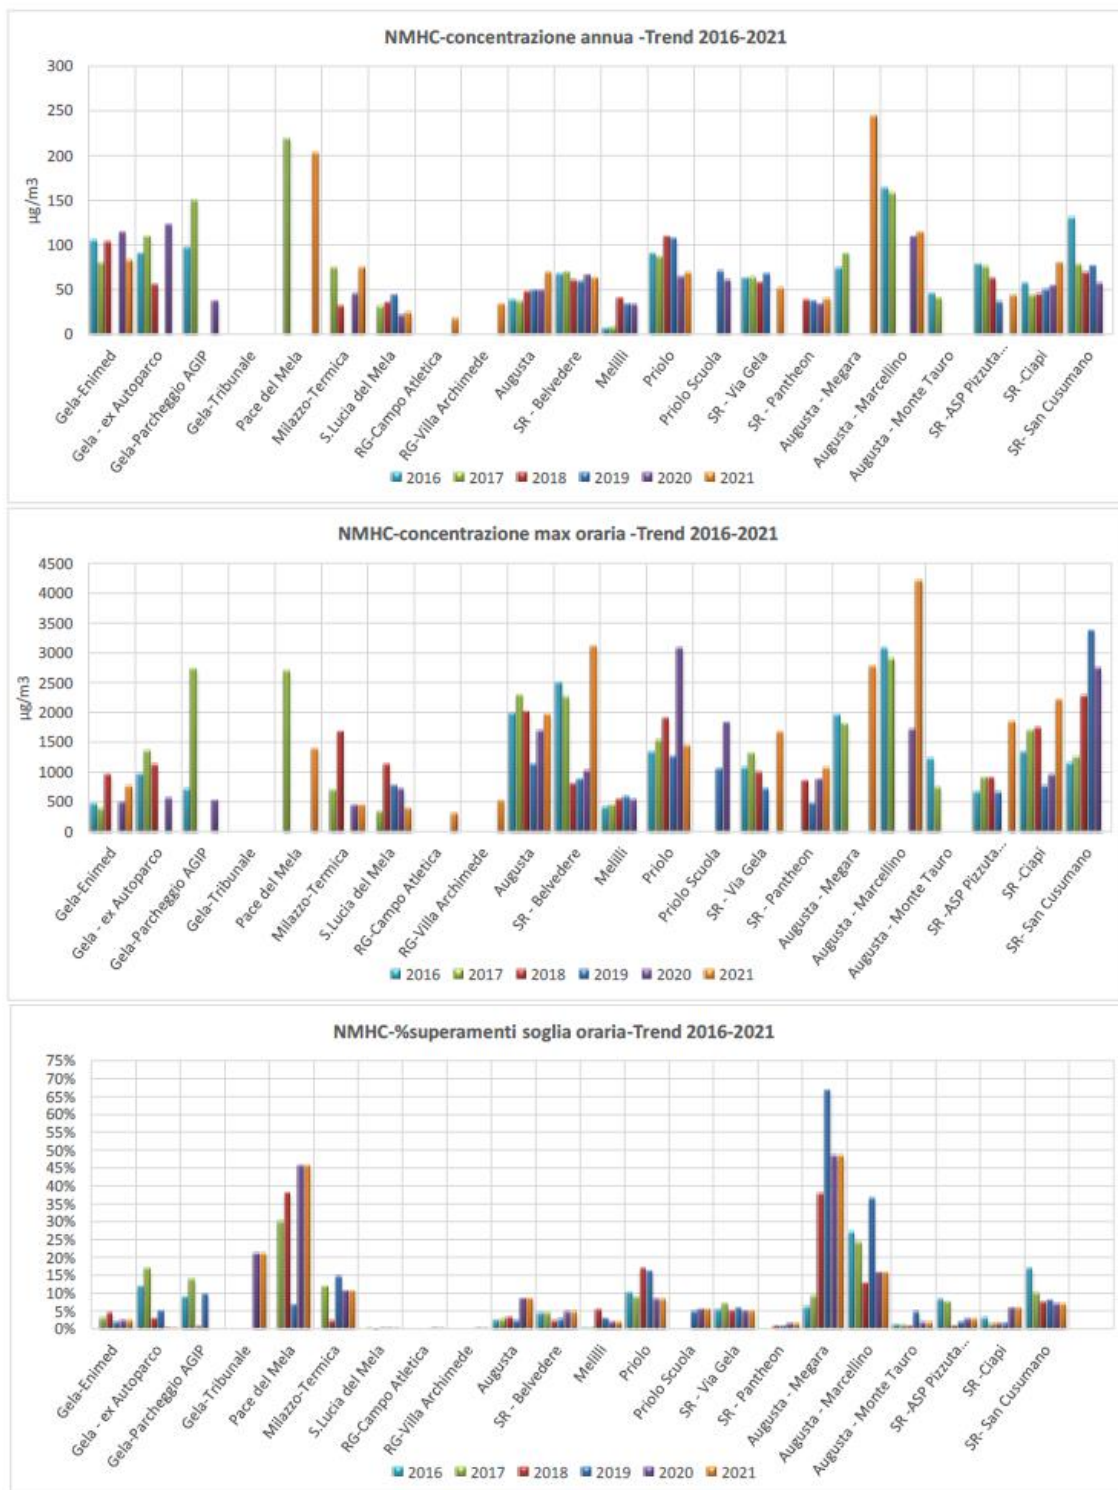 NMHC-concentrazione annua -Trend 2016-2021
300
250
200
150
100
50
0
µg/m3
Gela-Enimed
Gela - ex Autoparco
Gela-Parcheggio AGIP
Gela-Tribunale
Pace del Mela
Milazzo-Termica
S.Lucia del Mela
RG-Campo Atletica
RG-Villa Archimede
Augusta
SR - Belvedere
Melilli
Priolo
Priolo Scuola
SR - Via Gela
SR - Pantheon
Augusta - Megara
Augusta - Marcellino
Augusta - Monte Tauro
SR -ASP Pizzuta...
SR -Ciapi
SR- San Cusumano
2016 2017 2018 2019 2020 2021
NMHC-concentrazione max oraria -Trend 2016-2021
4500
4000
3500
3000
2500
2000
1500
1000
500
0
µg/m3
Gela-Enimed
Gela - ex Autoparco
Gela-Parcheggio AGIP
Gela-Tribunale
Pace del Mela
Milazzo-Termica
S.Lucia del Mela
RG-Campo Atletica
RG-Villa Archimede
Augusta
SR - Belvedere
Melilli
Priolo
Priolo Scuola
SR - Via Gela
SR - Pantheon
Augusta - Megara
Augusta - Marcellino
Augusta - Monte Tauro
SR -ASP Pizzuta...
SR -Ciapi
SR- San Cusumano
2016 2017 2018 2019 2020 2021
NMHC-%superamenti soglia oraria-Trend 2016-2021
75%
70%
65%
60%
55%
50%
45%
40%
35%
30%
25%
20%
15%
10%
5%
0%
Gela-Enimed
Gela - ex Autoparco
Gela-Parcheggio AGIP
Gela-Tribunale
Pace del Mela
Milazzo-Termica
S.Lucia del Mela
RG-Campo Atletica
RG-Villa Archimede
Augusta
SR - Belvedere
Melilli
Priolo
Priolo Scuola
SR - Via Gela
SR - Pantheon
Augusta - Megara
Augusta - Marcellino
Augusta - Monte Tauro
SR -ASP Pizzuta...
SR -Ciapi
SR- San Cusumano
2016 2017 2018 2019 2020 2021